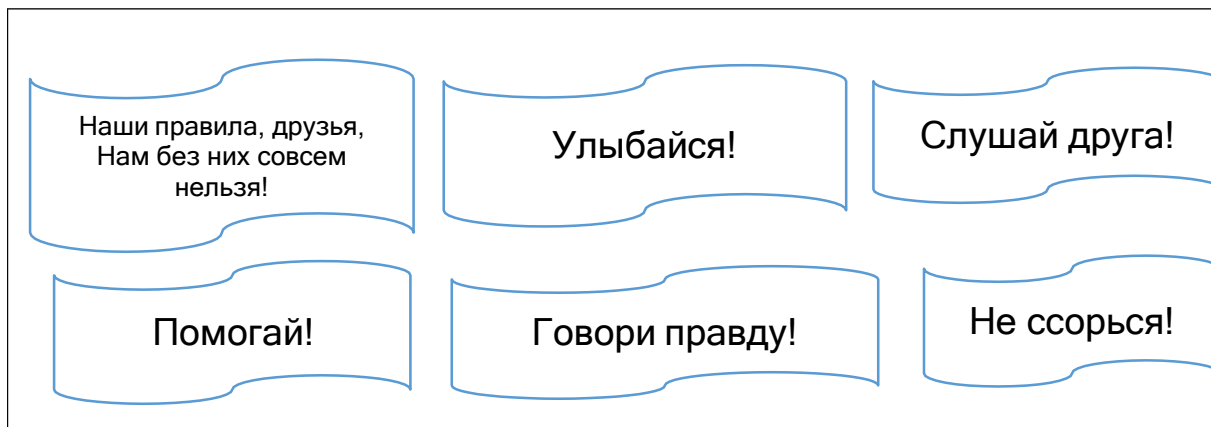 Наши правила, друзья,
Нам без них совсем
нельзя!
Улыбайся!
Слушай друга!
Помогай!
Говори правду!
Не ссорься!